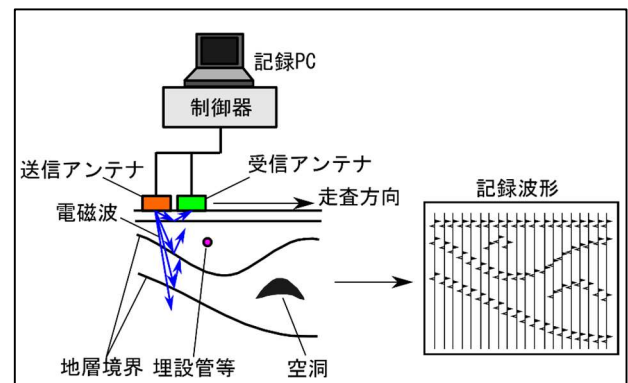 記録PC
制御器
送信アンテナ
受信アンテナ
走査方向
電磁波
記録波形
地層境界
埋設管等
空洞